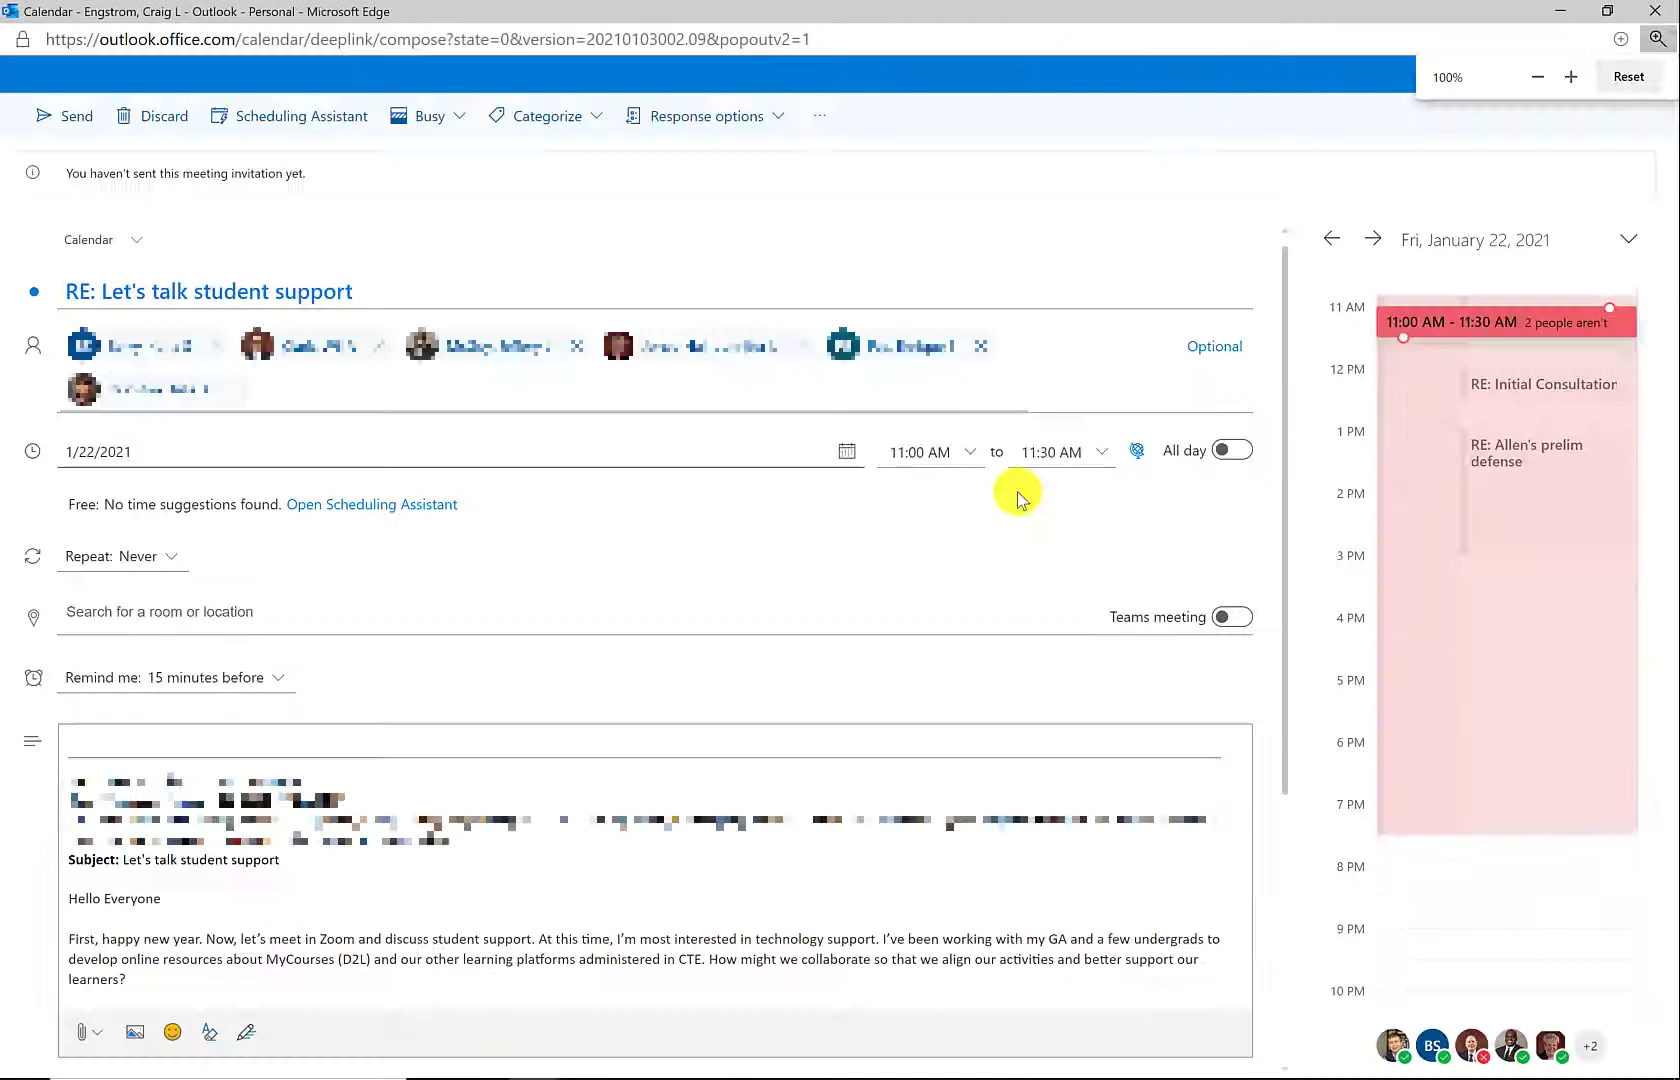 Calendar - Engstrom, Craig L - Outlook - Personal - Microsoft Edge
https://outlook.office.com/calendar/deeplink/compose?state=0&version=20210103002.09&popoutv2=1
100%
Reset
Send
Discard
Scheduling Assistant
Busy
Categorize
Response options
You haven't sent this meeting invitation yet.
Calendar
Fri, January 22, 2021
RE: Let's talk student support
Optional
1/22/2021
11:00 AM to 11:30 AM
All day
Free: No time suggestions found. Open Scheduling Assistant
Repeat: Never
Search for a room or location
Teams meeting
Remind me: 15 minutes before
Subject: Let's talk student support
Hello Everyone
First, happy new year. Now, let's meet in Zoom and discuss student support. At this time, I'm most interested in technology support. I've been working with my GA and a few undergrads to
develop online resources about MyCourses (D2L) and our other learning platforms administered in CTE. How might we collaborate so that we align our activities and better support our
learners?
11 AM
11:00 AM - 11:30 AM 2 people aren't
12 PM
RE: Initial Consultation
1 PM
RE: Allen's prelim
defense
2 PM
3 PM
4 PM
5 PM
6 PM
7 PM
8 PM
9 PM
10 PM
BS
+2